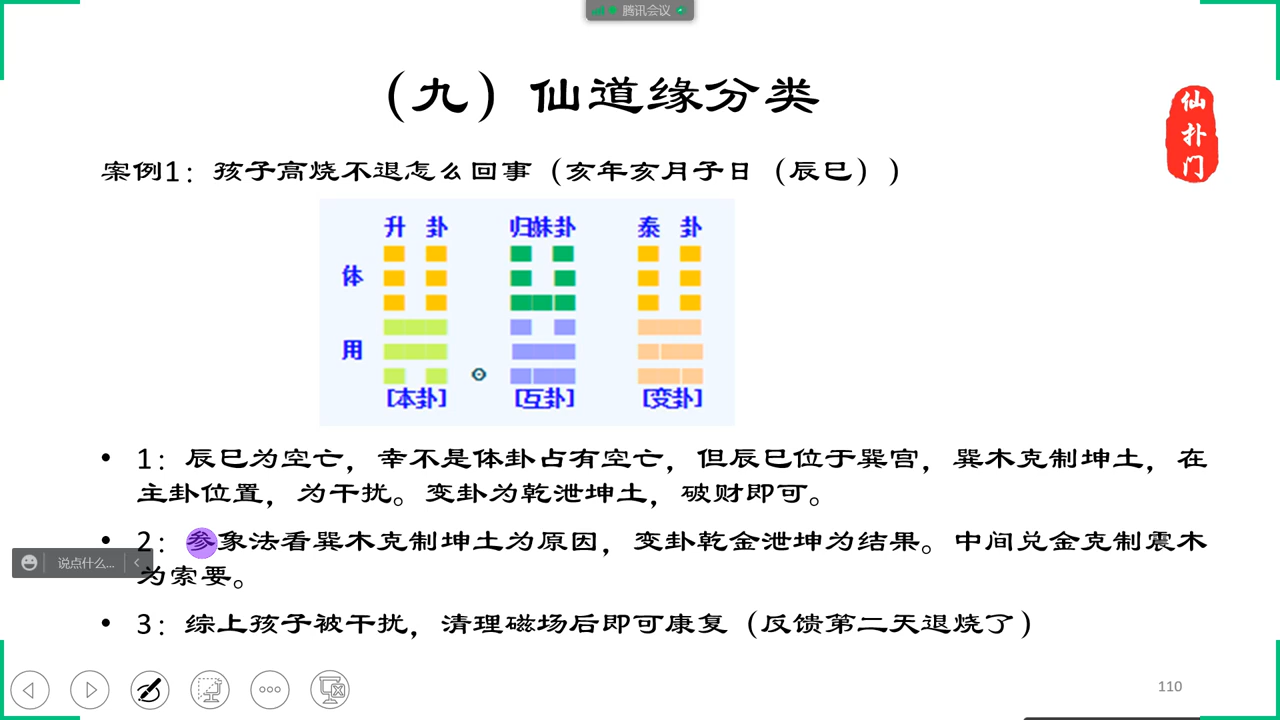 腾讯会议
（九）仙道缘分类
仙
扑
门
案例1：孩子高烧不退怎么回事（亥年亥月子日（辰巳））
升 卦 归妹卦 泰 卦
体
用
[本卦] [互卦] [变卦]
• 1：辰巳为空亡，幸不是体卦占有空亡，但辰巳位于巽宫，巽木克制坤土，在
主卦位置，为干扰。变卦为乾泄坤土，破财即可。
• 2：参象法看巽木克制坤土为原因，变卦乾金泄坤为结果。中间兑金克制震木
为索要。
说点什么...
• 3：综上孩子被干扰，清理磁场后即可康复（反馈第二天退烧了）
110